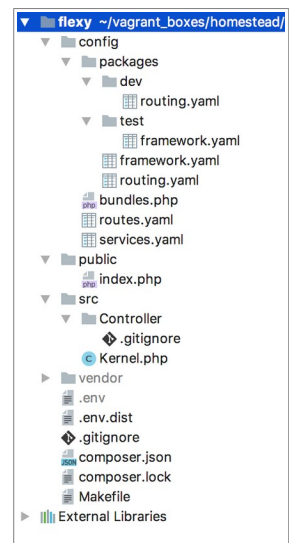 flexy ~/vagrant_boxes/homestead/
config
packages
dev
routing.yaml
test
framework.yaml
framework.yaml
routing.yaml
bundles.php
routes.yaml
services.yaml
public
index.php
src
Controller
.gitignore
Kernel.php
vendor
.env
.env.dist
.gitignore
composer.json
composer.lock
Makefile
External Libraries